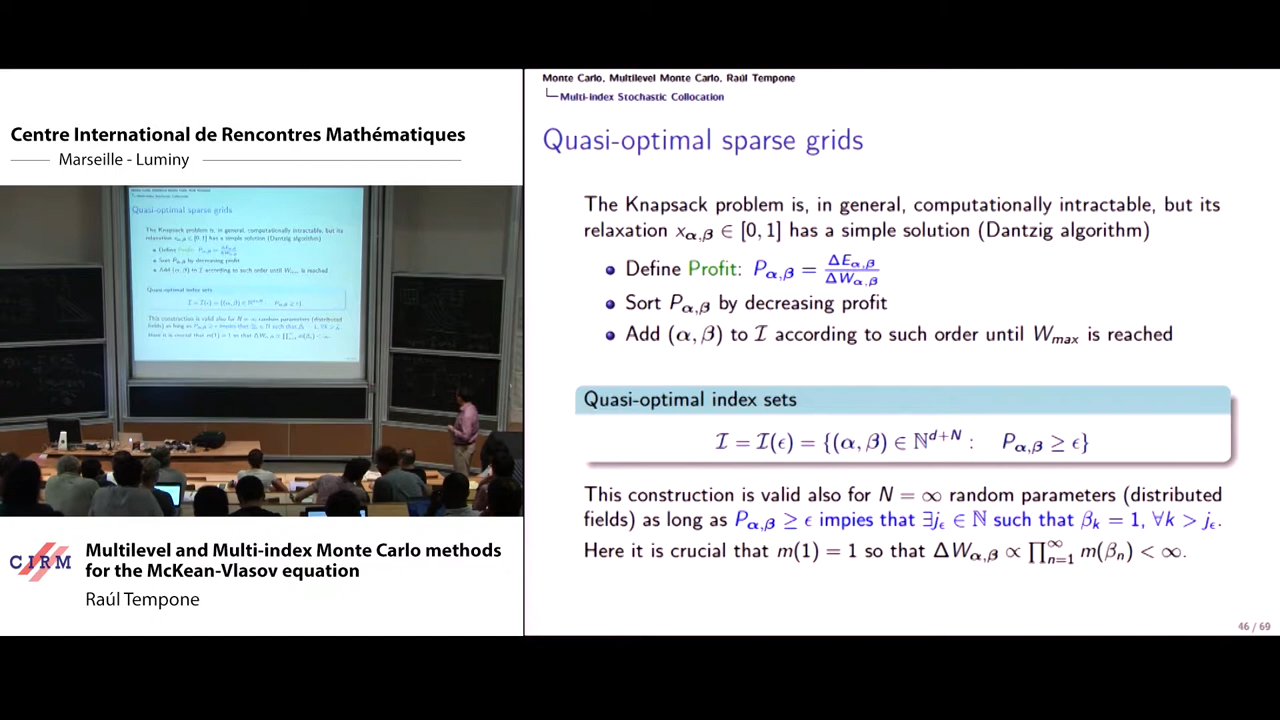 Centre International de Rencontres Mathématiques
Marseille - Luminy
Quasi-optimal sparse grids
CIRM
Multilevel and Multi-index Monte Carlo methods
for the McKean-Vlasov equation
Raúl Tempone
Monte Carlo, Multilevel Monte Carlo, Raúl Tempone
Multi-index Stochastic Collocation
Quasi-optimal sparse grids
The Knapsack problem is, in general, computationally intractable, but its
relaxation x_{α,β} ∈ [0, 1] has a simple solution (Dantzig algorithm)
• Define Profit: P_{α,β} = ΔE_{α,β} / ΔW_{α,β}
• Sort P_{α,β} by decreasing profit
• Add (α, β) to I according to such order until W_{max} is reached
Quasi-optimal index sets
I = I(ϵ) = {(α, β) ∈ ℕ^{d+N} : P_{α,β} ≥ ϵ}
This construction is valid also for N = ∞ random parameters (distributed
fields) as long as P_{α,β} ≥ ϵ impies that ∃j_ϵ ∈ ℕ such that β_k = 1, ∀k > j_ϵ.
Here it is crucial that m(1) = 1 so that ΔW_{α,β} ∝ ∏_{n=1}^{∞} m(β_n) < ∞.
46 / 69